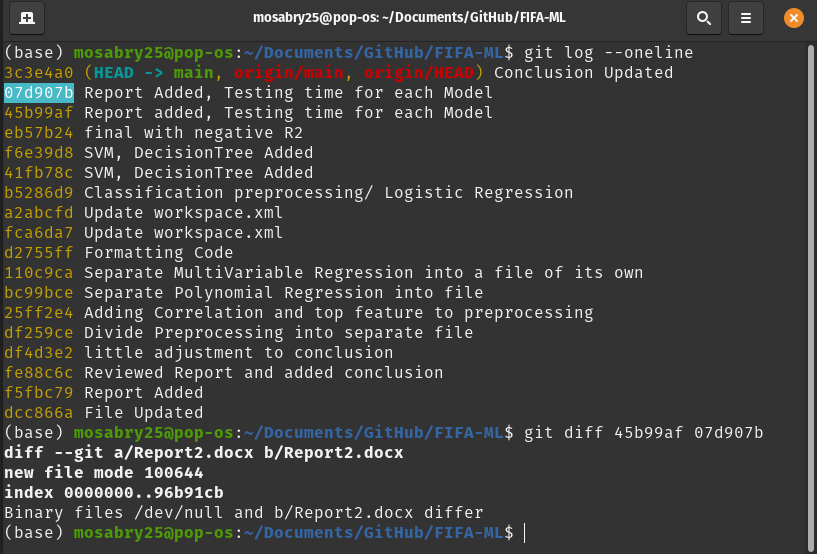 mosabry25@pop-os: ~/Documents/GitHub/FIFA-ML
(base) mosabry25@pop-os:~/Documents/GitHub/FIFA-ML$ git log --oneline
3c3e4a0 (HEAD -> main, origin/main, origin/HEAD) Conclusion Updated
07d907b Report Added, Testing time for each Model
45b99af Report added, Testing time for each Model
eb57b24 final with negative R2
f6e39d8 SVM, DecisionTree Added
41fb78c SVM, DecisionTree Added
b5286d9 Classification preprocessing/ Logistic Regression
a2abcfd Update workspace.xml
fca6da7 Update workspace.xml
d2755ff Formatting Code
110c9ca Separate MultiVariable Regression into a file of its own
bc99bce Separate Polynomial Regression into file
25ff2e4 Adding Correlation and top feature to preprocessing
df259ce Divide Preprocessing into separate file
df4d3e2 little adjustment to conclusion
fe88c6c Reviewed Report and added conclusion
f5fbc79 Report Added
dcc866a File Updated
(base) mosabry25@pop-os:~/Documents/GitHub/FIFA-ML$ git diff 45b99af 07d907b
diff --git a/Report2.docx b/Report2.docx
new file mode 100644
index 0000000..96b91cb
Binary files /dev/null and b/Report2.docx differ
(base) mosabry25@pop-os:~/Documents/GitHub/FIFA-ML$